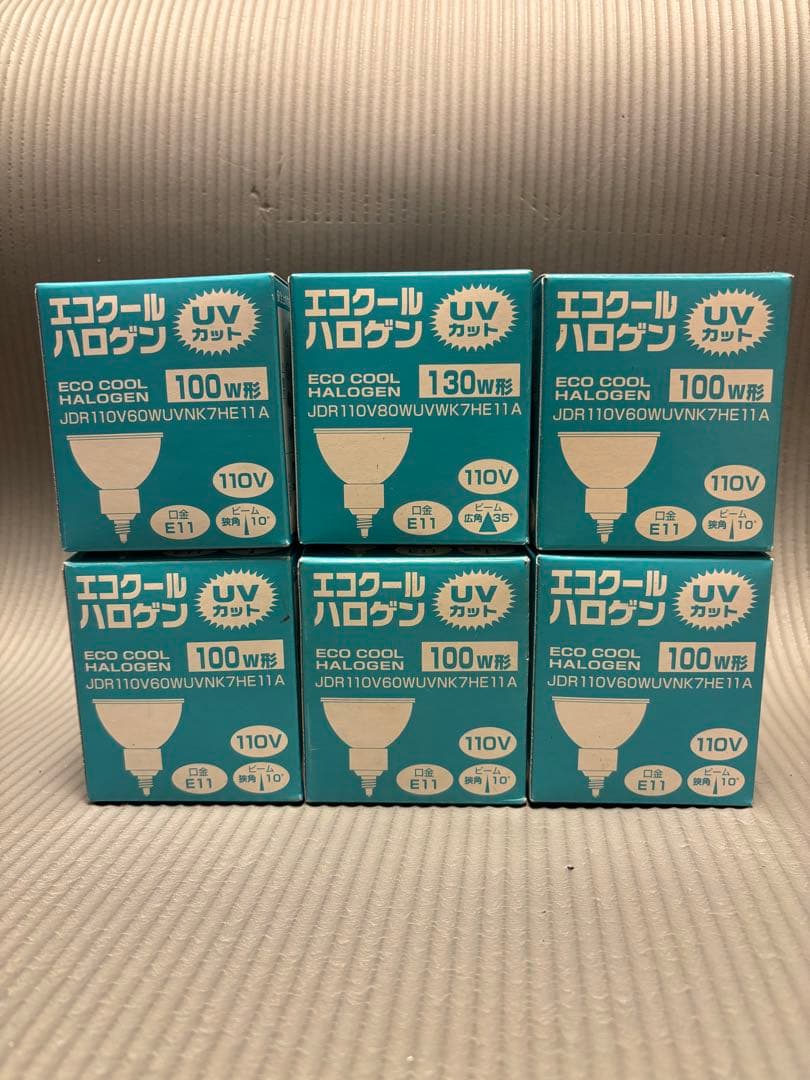 エコクール
ハロゲン
UV
カット
ECO COOL
HALOGEN
100W形
JDR110V60WUVNK7HE11A
110V
口金
E11
ビーム
狭角 10°
エコクール
ハロゲン
UV
カット
ECO COOL
HALOGEN
130W形
JDR110V80WUVWK7HE11A
110V
口金
E11
ビーム
広角 35°
エコクール
ハロゲン
UV
カット
ECO COOL
HALOGEN
100W形
JDR110V60WUVNK7HE11A
110V
口金
E11
ビーム
狭角 10°
エコクール
ハロゲン
UV
カット
ECO COOL
HALOGEN
100W形
JDR110V60WUVNK7HE11A
110V
口金
E11
ビーム
狭角 10°
エコクール
ハロゲン
UV
カット
ECO COOL
HALOGEN
100W形
JDR110V60WUVNK7HE11A
110V
口金
E11
ビーム
狭角 10°
エコクール
ハロゲン
UV
カット
ECO COOL
HALOGEN
100W形
JDR110V60WUVNK7HE11A
110V
口金
E11
ビーム
狭角 10°